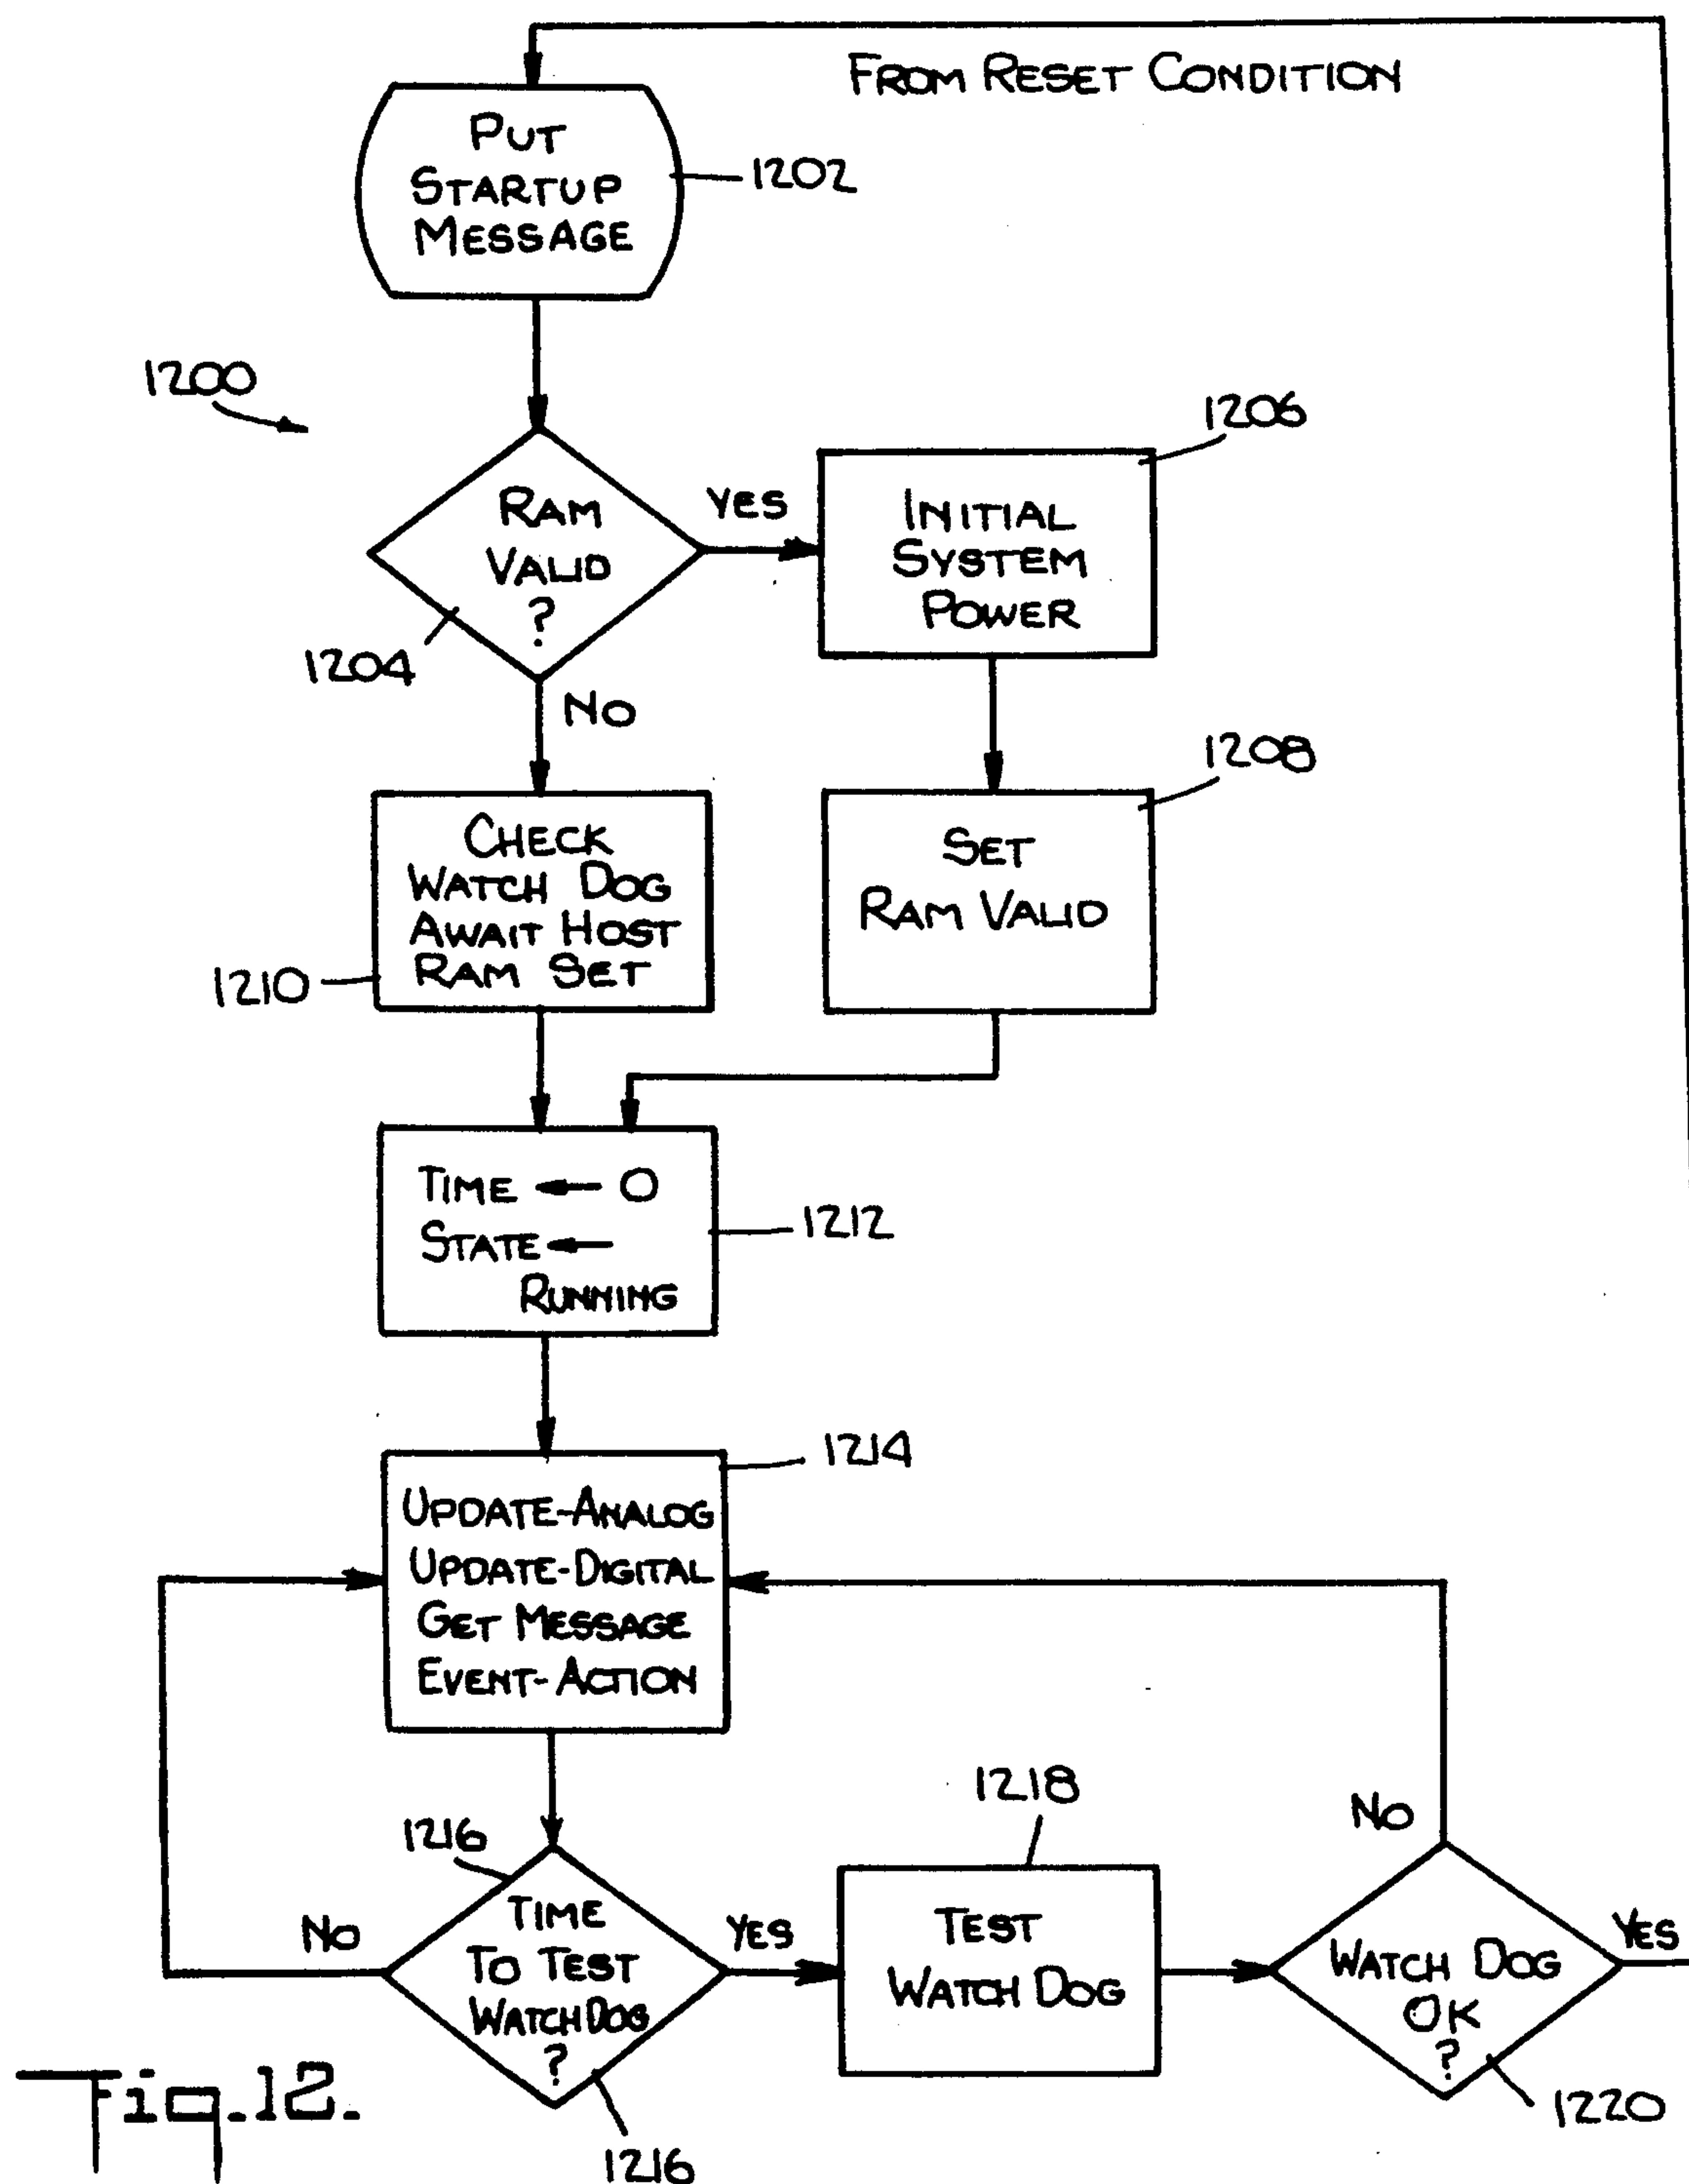 FROM RESET CONDITION
PUT
STARTUP
MESSAGE
1202
1200
RAM
VALID
?
1204
YES
NO
INITIAL
SYSTEM
POWER
1206
SET
RAM VALID
1208
CHECK
WATCH DOG
AWAIT HOST
RAM SET
1210
TIME ← O
STATE ←
RUNNING
1212
UPDATE-ANALOG
UPDATE-DIGITAL
GET MESSAGE
EVENT-ACTION
1214
1216
TIME
TO TEST
WATCHDOG
?
1216
NO
YES
TEST
WATCH DOG
1218
WATCH DOG
OK
?
1220
NO
YES
Fig.12.